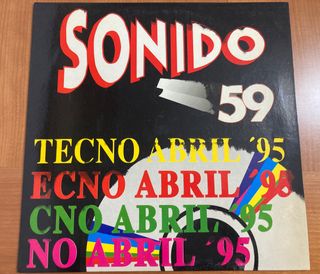 SONIDO
59
TECNO ABRIL ´95
ECNO ABRIL ´95
CNO ABRIL ´95
NO ABRIL ´95